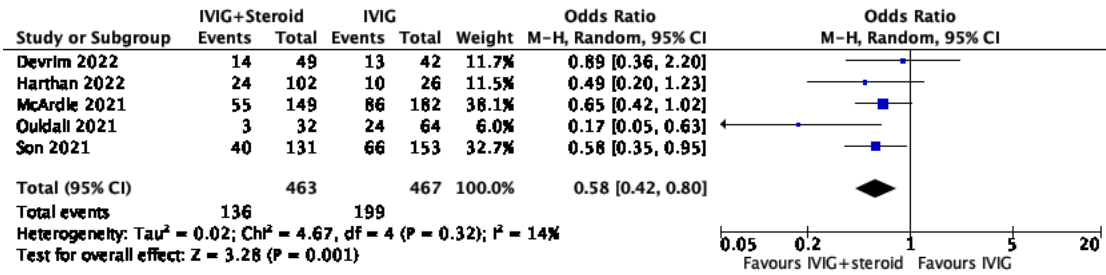 IVIG+Steroid IVIG Odds Ratio Odds Ratio
Study or Subgroup Events Total Events Total Weight M-H, Random, 95% CI M-H, Random, 95% CI
Devrim 2022 14 49 13 42 11.7% 0.89 [0.36, 2.20]
Harthan 2022 24 102 10 26 11.5% 0.49 [0.20, 1.23]
McArdle 2021 55 149 86 182 38.1% 0.65 [0.42, 1.02]
Ouldali 2021 3 32 24 64 6.0% 0.17 [0.05, 0.63]
Son 2021 40 131 66 153 32.7% 0.58 [0.35, 0.95]
Total (95% CI) 463 467 100.0% 0.58 [0.42, 0.80]
Total events 136 199
Heterogeneity: Tau² = 0.02; Chi² = 4.67, df = 4 (P = 0.32); I² = 14%
Test for overall effect: Z = 3.28 (P = 0.001)
0.05 0.2 1 5 20
Favours IVIG+steroid Favours IVIG